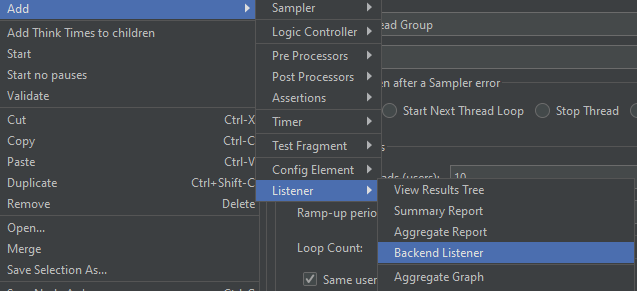 Add
Add Think Times to children
Start
Start no pauses
Validate
Cut Ctrl-X
Copy Ctrl-C
Paste Ctrl-V
Duplicate Ctrl+Shift-C
Remove Delete
Open...
Merge
Save Selection As...
Sampler
Logic Controller
Pre Processors
Post Processors
Assertions
Timer
Test Fragment
Config Element
Listener
View Results Tree
Summary Report
Aggregate Report
Backend Listener
Aggregate Graph
Group
after a Sampler error
Start Next Thread Loop Stop Thread
(users): 10
Ramp-up perio
Loop Count:
Same user